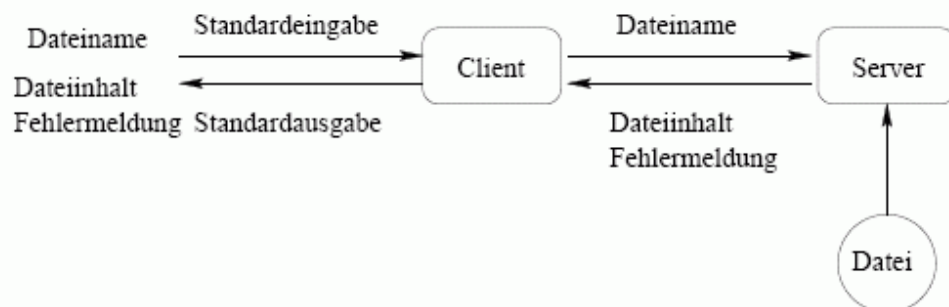 Dateiname
Standardeingabe
Dateiinhalt
Fehlermeldung
Standardausgabe
Client
Dateiname
Dateiinhalt
Fehlermeldung
Server
Datei